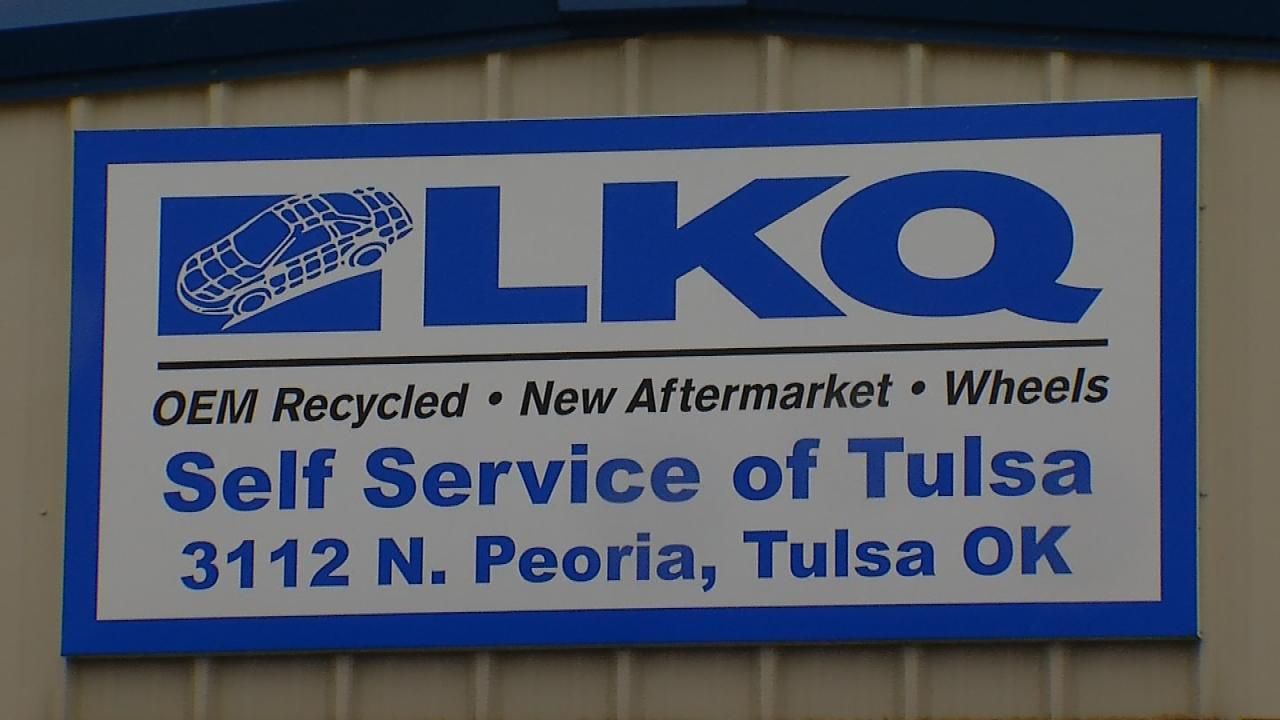 LKQ
OEM Recycled • New Aftermarket • Wheels
Self Service of Tulsa
3112 N. Peoria, Tulsa OK